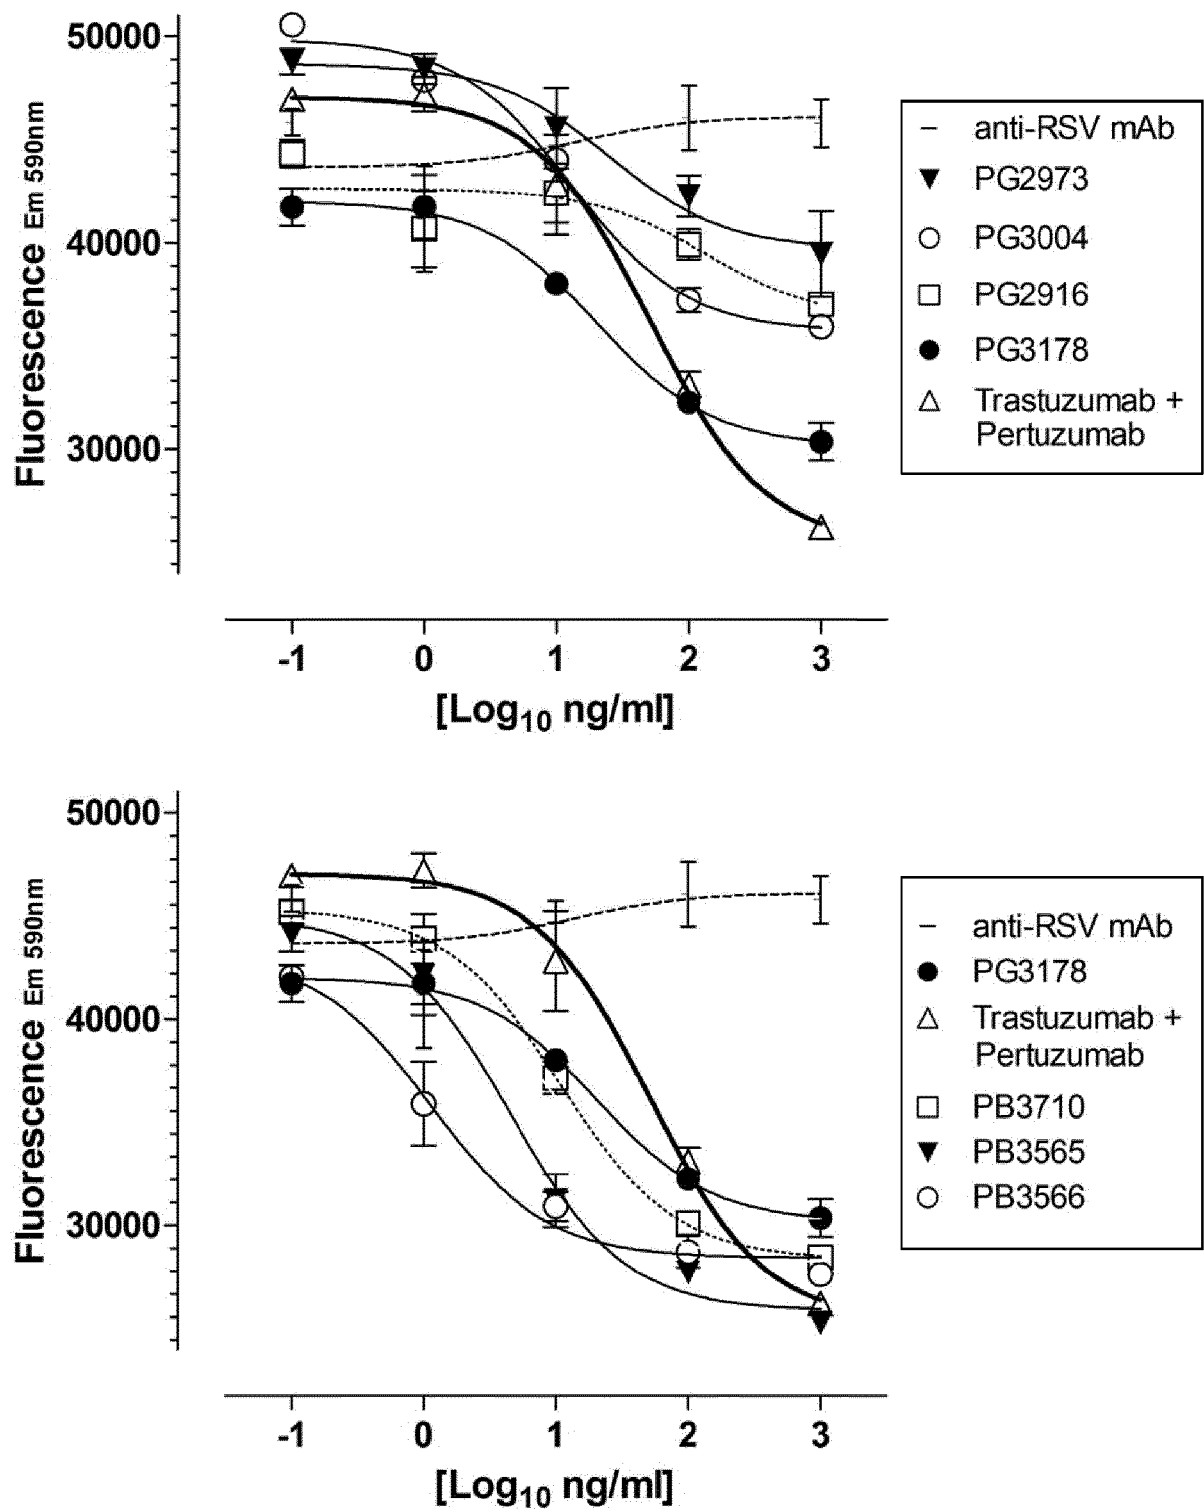 50000
40000
30000
Fluorescence Em 590nm
-1 0 1 2 3
[Log10 ng/ml]
anti-RSV mAb
PG2973
PG3004
PG2916
PG3178
Trastuzumab +
Pertuzumab
50000
40000
30000
Fluorescence Em 590nm
-1 0 1 2 3
[Log10 ng/ml]
anti-RSV mAb
PG3178
Trastuzumab +
Pertuzumab
PB3710
PB3565
PB3566